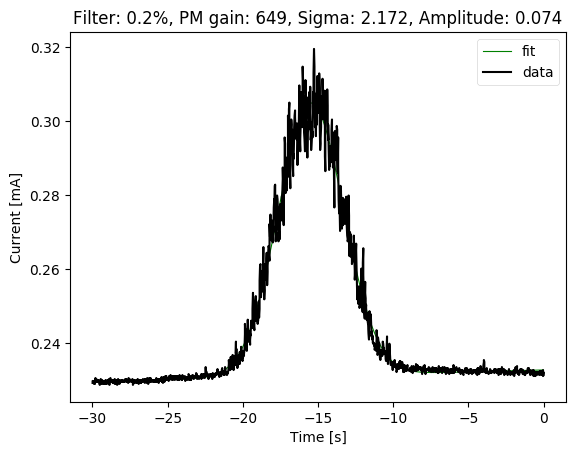 Filter: 0.2%, PM gain: 649, Sigma: 2.172, Amplitude: 0.074
fit
data
0.32
0.30
0.28
0.26
0.24
Current [mA]
−30
−25
−20
−15
−10
−5
0
Time [s]